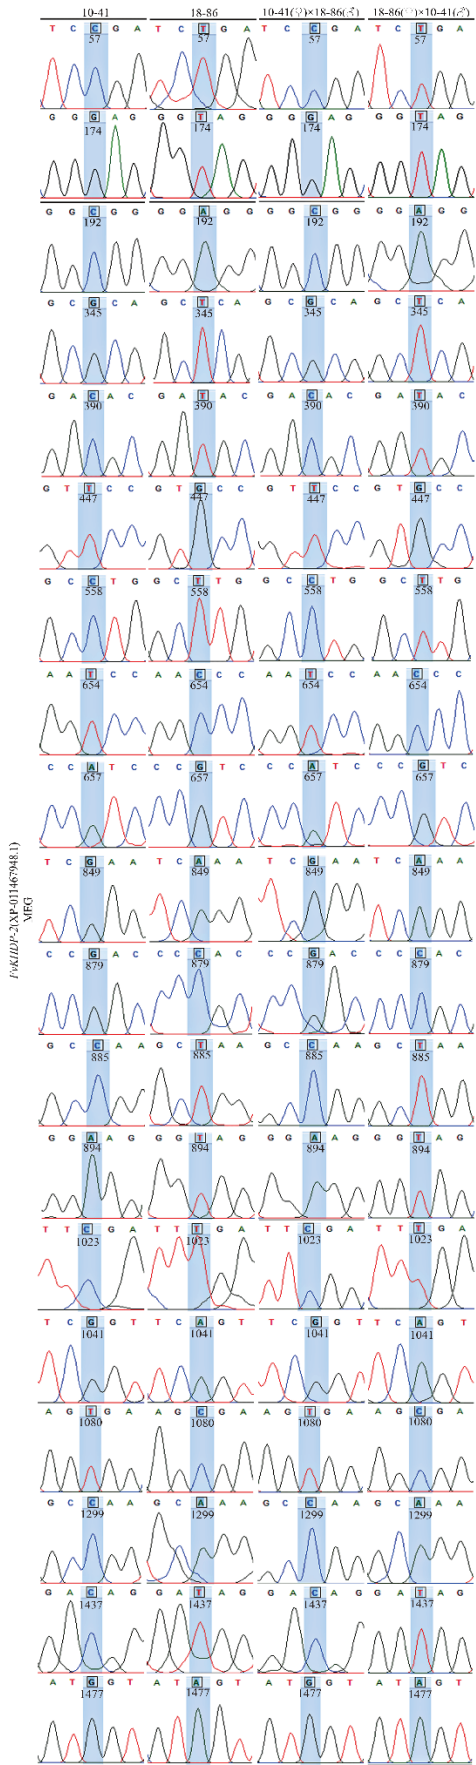 10-41 18-86 10-41(♀)×18-86(♂) 18-86(♀)×10-41(♂)
T C C G A T C T G A T C C G A T C T G A
57 57 57 57
G G G A G G G T A G G G G A G G G T A G
174 174 174 174
G G C G G G G A G G G G C G G G G A G G
192 192 192 192
G C G C A G C T C A G C G C A G C T C A
345 345 345 345
G A C A C G A T A C G A C A C G A T A C
390 390 390 390
G T T C C G T G C C G T T C C G T G C C
447 447 447 447
G C C T G G C T T G G C C T G G C T T G
558 558 558 558
A A T C C A A C C C A A T C C A A C C C
654 654 654 654
C C A T C C C G T C C C A T C C C G T C
657 657 657 657
T C G A A T C A A A T C G A A T C A A A
849 849 849 849
C C G A C C C C A C C C G A C C C C A C
879 879 879 879
G C C A A G C T A A G C C A A G C T A A
885 885 885 885
G G A A G G G T A G G G A A G G G T A G
894 894 894 894
T T C G A T T T G A T T C G A T T T G A
1023 1023 1023 1023
T C G G T T C A G T T C G G T T C A G T
1041 1041 1041 1041
A G T G A A G C G A A G T G A A G C G A
1080 1080 1080 1080
G C C A A G C A A A G C C A A G C A A A
1299 1299 1299 1299
G A C A G G A T A G G A C A G G A T A G
1437 1437 1437 1437
A T G G T A T A G T A T G G T A T A G T
1477 1477 1477 1477
(XP-011467948.1)
MEG